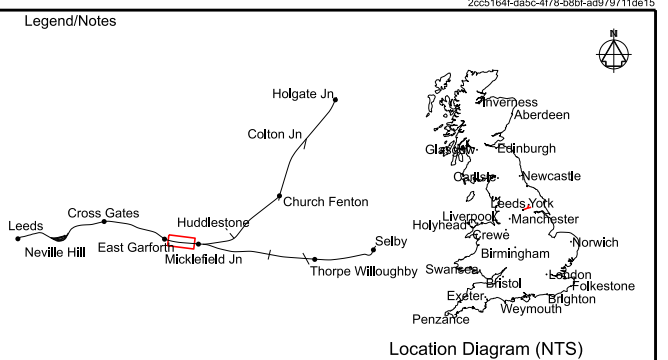 2cc5164f-da5c-4f78-b8bf-ad979711de15
Legend/Notes
N
Holgate Jn
Colton Jn
Church Fenton
Huddlestone
Cross Gates
Leeds
Neville Hill
East Garforth
Micklefield Jn
Selby
Thorpe Willoughby
Inverness
Aberdeen
Glasgow
Edinburgh
Carlisle
Newcastle
Leeds York
Liverpool
Manchester
Holyhead
Crewe
Norwich
Birmingham
Swansea
London
Bristol
Folkestone
Exeter
Brighton
Weymouth
Penzance
Location Diagram (NTS)